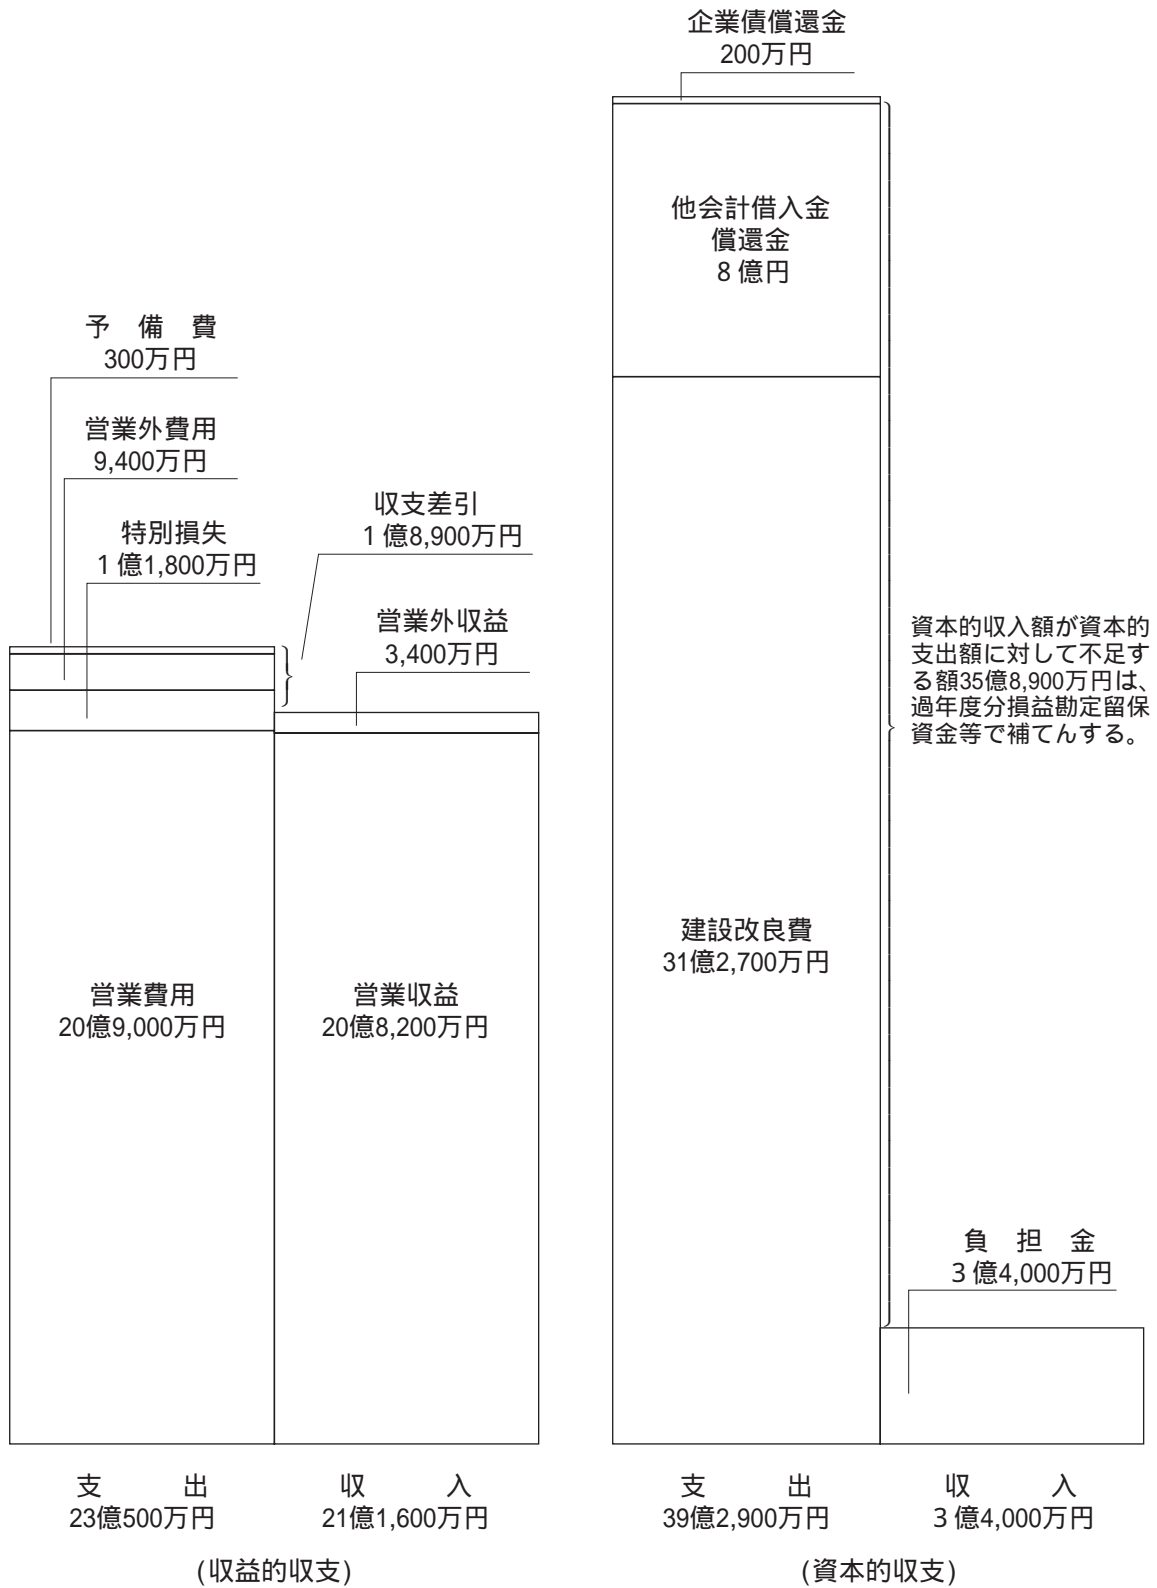 企業債償還金
200万円
他会計借入金
償還金
８億円
予　備　費
300万円
営業外費用
9,400万円
特別損失
１億1,800万円
収支差引
１億8,900万円
営業外収益
3,400万円
資本的収入額が資本的
支出額に対して不足す
る額35億8,900万円は、
過年度分損益勘定留保
資金等で補てんする。
建設改良費
31億2,700万円
営業費用
20億9,000万円
営業収益
20億8,200万円
負　担　金
３億4,000万円
支　　　出
23億500万円
収　　　入
21億1,600万円
(収益的収支)
支　　　出
39億2,900万円
収　　　入
３億4,000万円
(資本的収支)